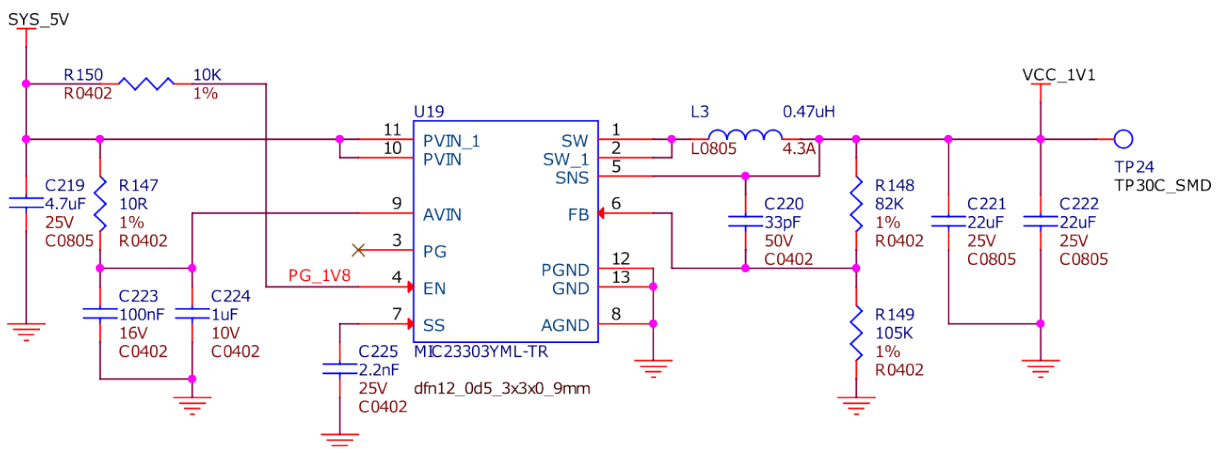 SYS_5V
R150
R0402
10K
1%
C219
4.7uF
25V
C0805
R147
10R
1%
R0402
C223
100nF
16V
C0402
C224
1uF
10V
C0402
PG_1V8
C225
2.2nF
25V
C0402
U19
11
10
9
3
4
7
PVIN_1
PVIN
AVIN
PG
EN
SS
SW
SW_1
SNS
FB
PGND
GND
AGND
1
2
5
6
12
13
8
MIC23303YML-TR
dfn12_0d5_3x3x0_9mm
L3
0.47uH
L0805
4.3A
C220
33pF
50V
C0402
R148
82K
1%
R0402
R149
105K
1%
R0402
C221
22uF
25V
C0805
C222
22uF
25V
C0805
VCC_1V1
TP24
TP30C_SMD